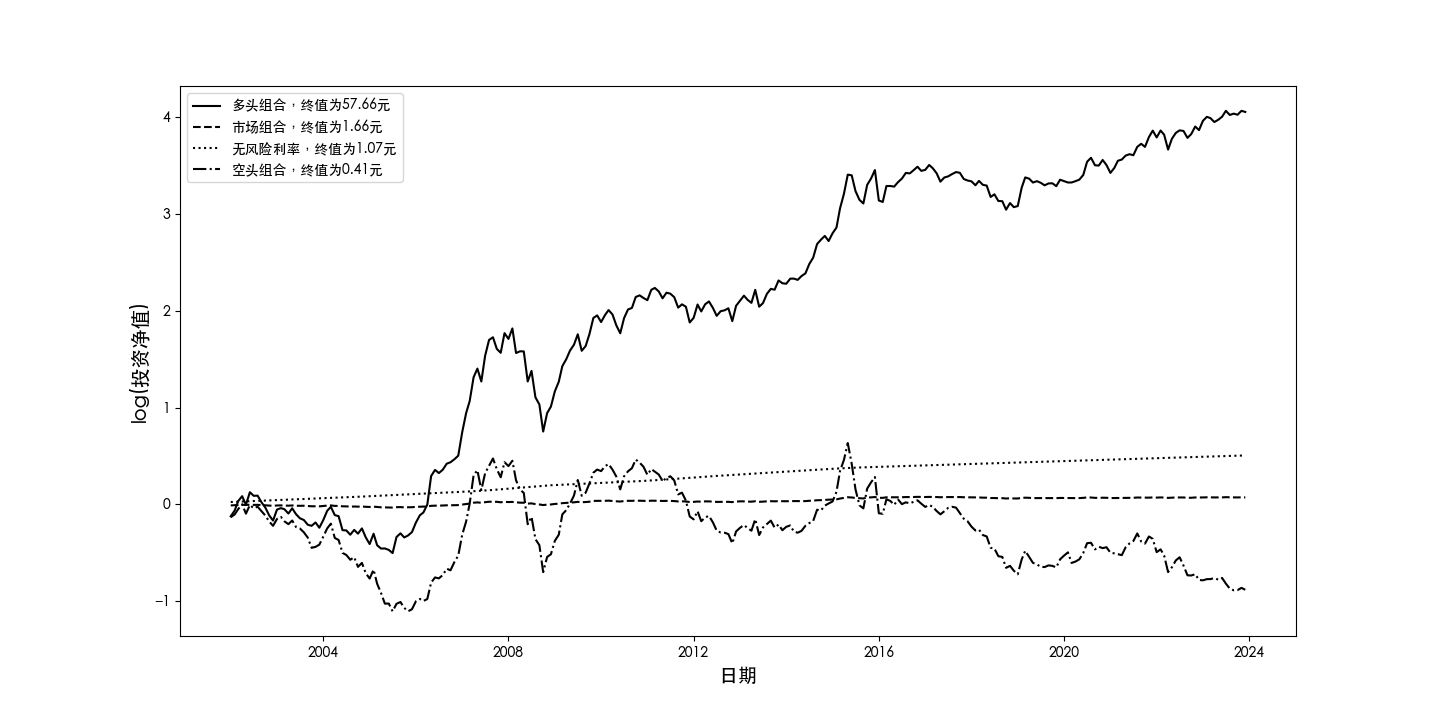 多头组合，终值为57.66元
市场组合，终值为1.66元
无风险利率，终值为1.07元
空头组合，终值为0.41元
4
3
2
1
0
−1
log(投资净值)
2004 2008 2012 2016 2020 2024
日期